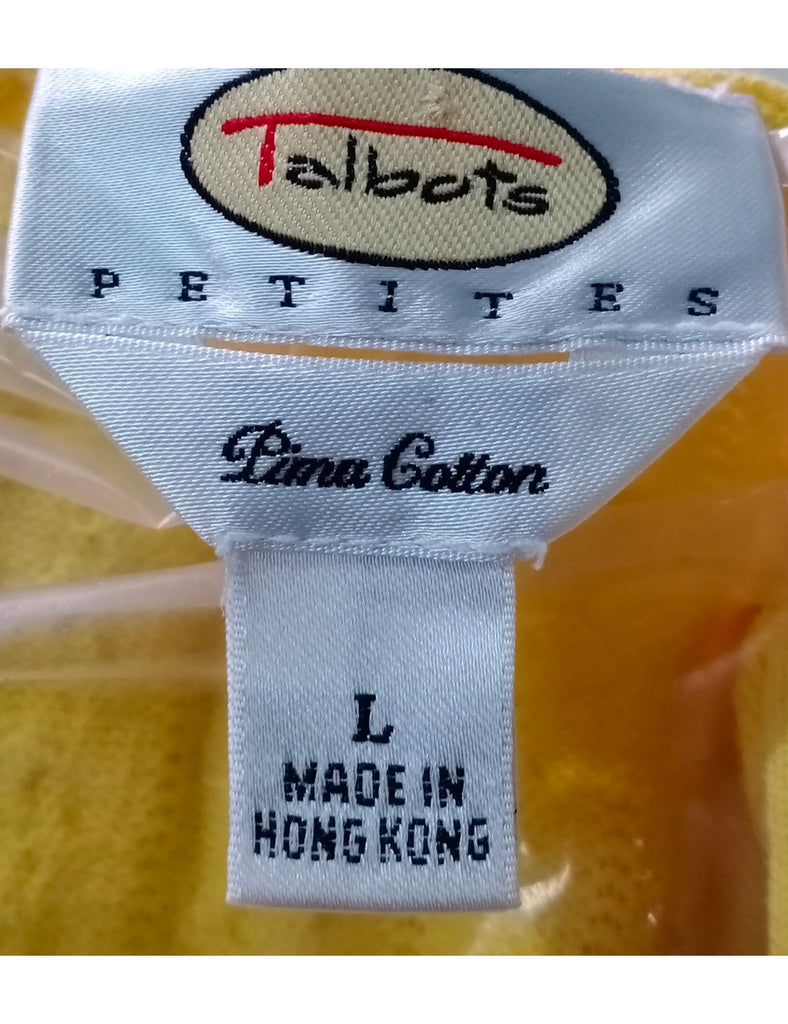 Talbots
PETITES
Pima Cotton
L
MADE IN
HONG KONG